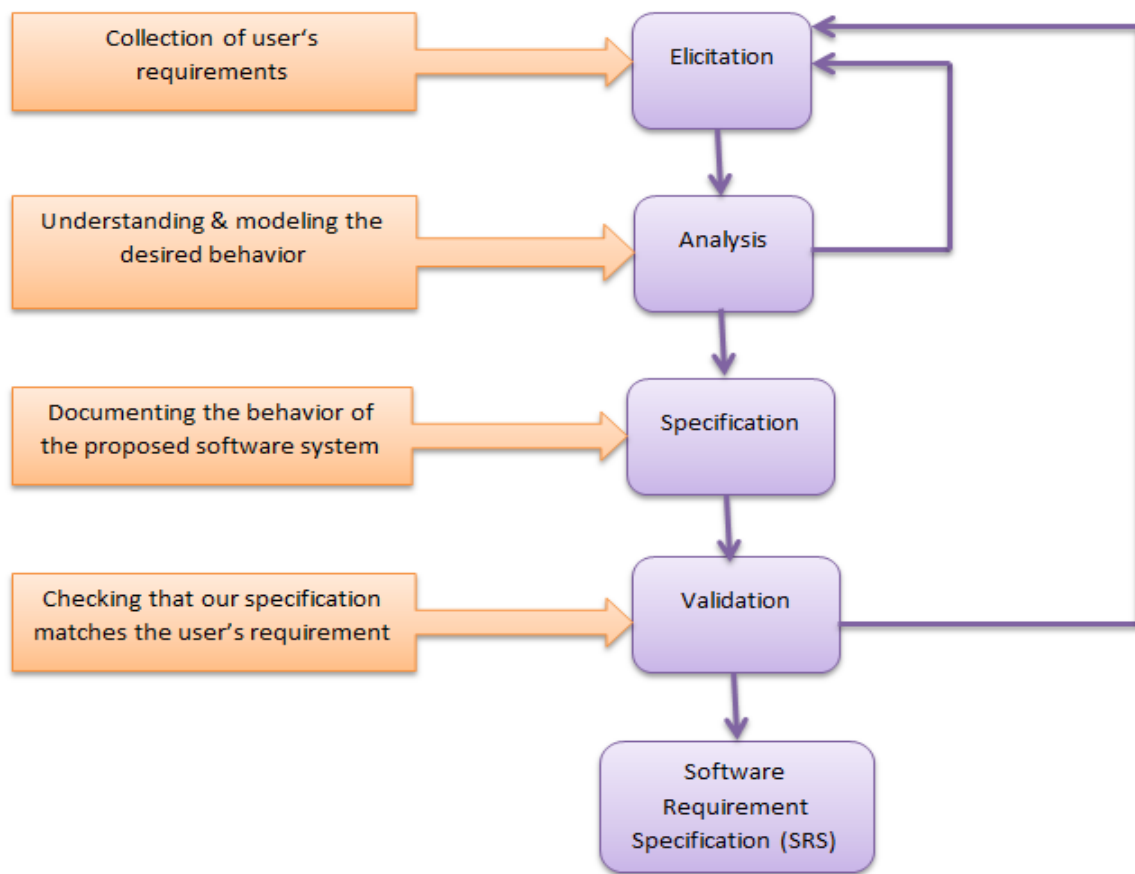 Collection of user‘s
requirements
Elicitation
Understanding & modeling the
desired behavior
Analysis
Documenting the behavior of
the proposed software system
Specification
Checking that our specification
matches the user’s requirement
Validation
Software
Requirement
Specification (SRS)